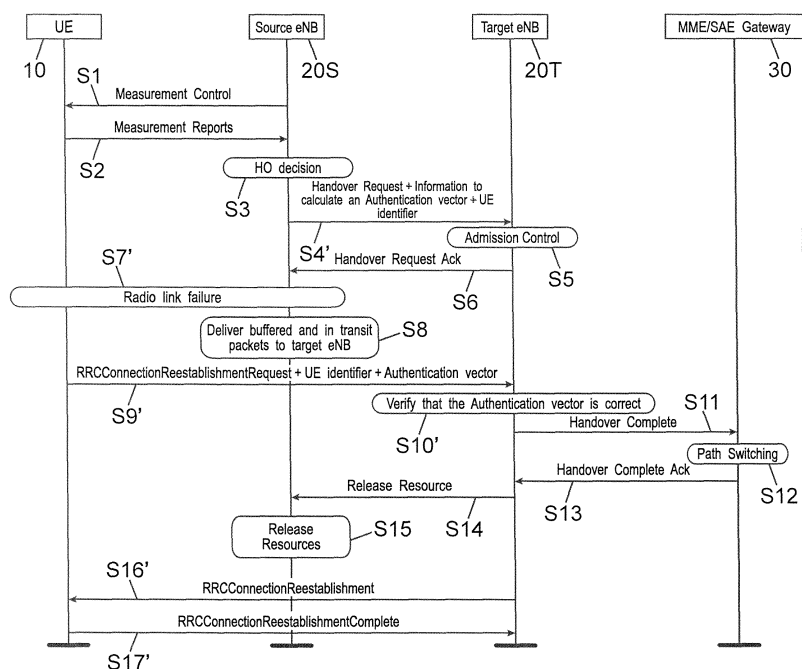 UE
Source eNB
Target eNB
MME/SAE Gateway
10
20S
20T
30
S1
Measurement Control
Measurement Reports
S2
HO decision
S3
Handover Request + Information to
calculate an Authentication vector + UE
identifier
S4'
Admission Control
S5
Handover Request Ack
S6
S7'
Radio link failure
Deliver buffered and in transit
packets to target eNB
S8
RRCConnectionReestablishmentRequest + UE identifier + Authentication vector
S9'
Verify that the Authentication vector is correct
S10'
S11
Handover Complete
Path Switching
S12
Handover Complete Ack
S13
Release Resource
S14
Release
Resources
S15
S16'
RRCConnectionReestablishment
RRCConnectionReestablishmentComplete
S17'